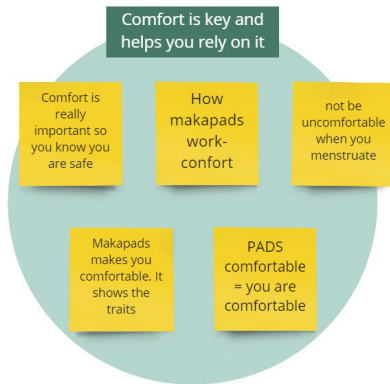 Comfort is key and
helps you rely on it
Comfort is
really
important so
you know you
are safe
How
makapads
work-
confort
not be
uncomfortable
when you
menstruate
Makapads
makes you
comfortable. It
shows the
traits
PADS
comfortable
= you are
comfortable